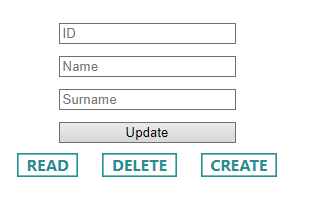 ID
Name
Surname
Update
READ DELETE CREATE